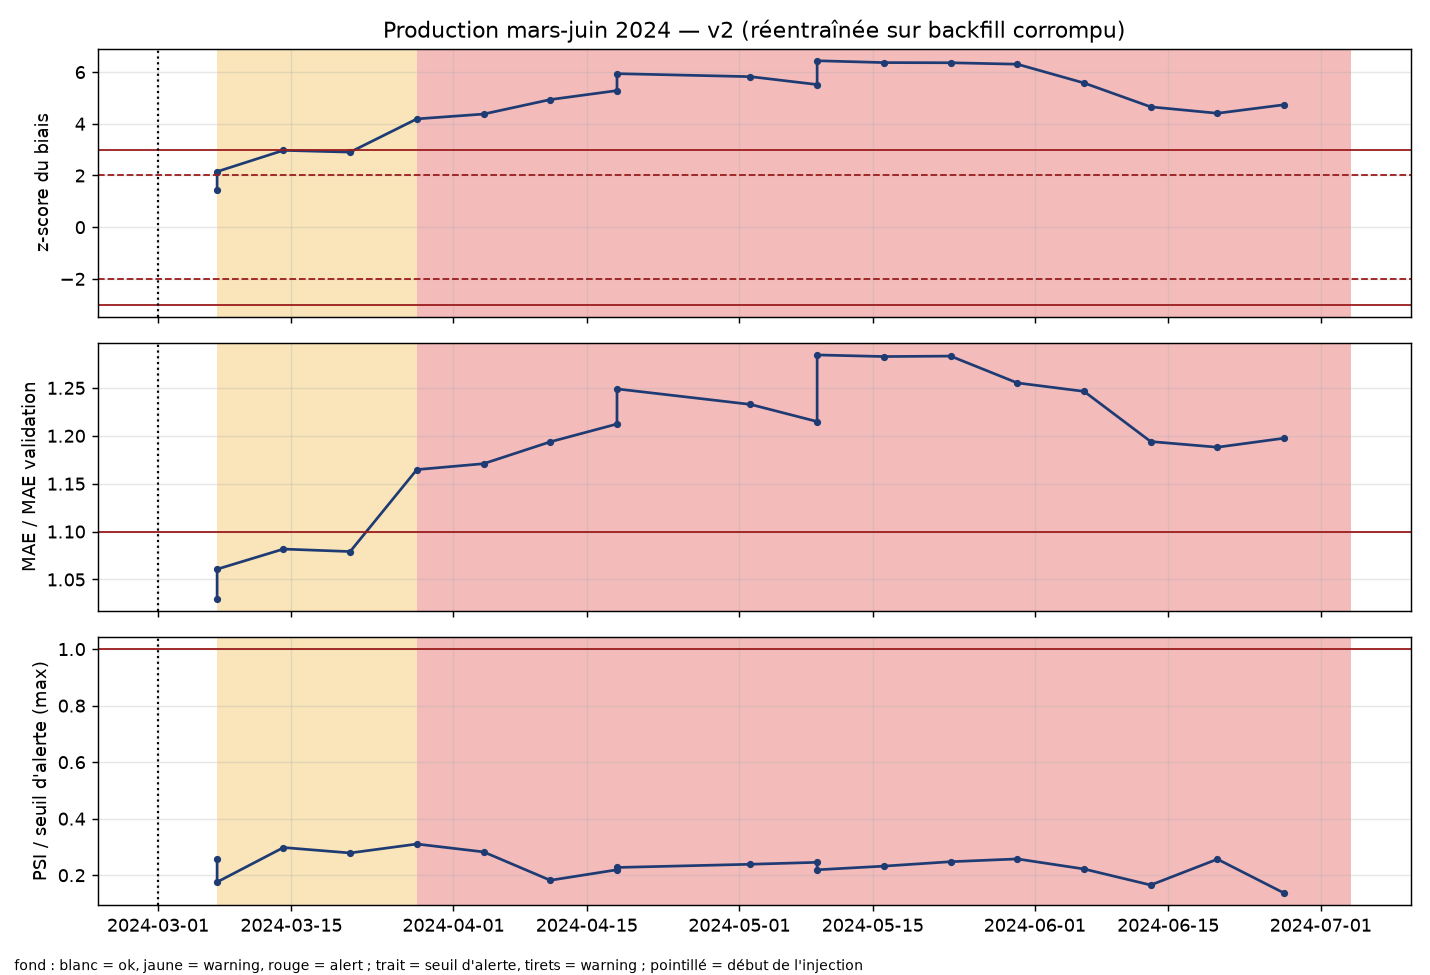 Production mars-juin 2024 — v2 (réentraînée sur backfill corrompu)
z-score du biais
6
4
2
0
−2
MAE / MAE validation
1.25
1.20
1.15
1.10
1.05
PSI / seuil d'alerte (max)
1.0
0.8
0.6
0.4
0.2
2024-03-01 2024-03-15 2024-04-01 2024-04-15 2024-05-01 2024-05-15 2024-06-01 2024-06-15 2024-07-01
fond : blanc = ok, jaune = warning, rouge = alert ; trait = seuil d'alerte, tirets = warning ; pointillé = début de l'injection